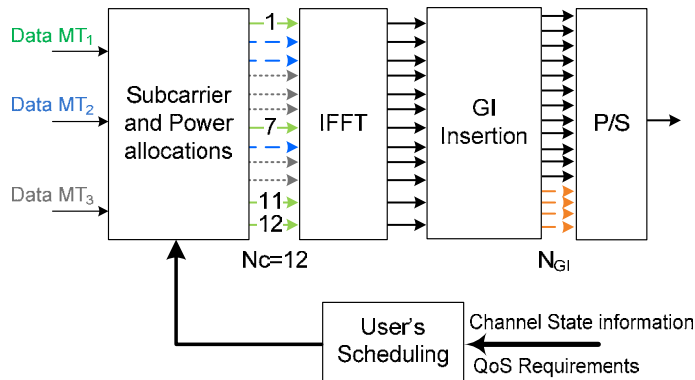 Data MT1
Data MT2
Data MT3
Subcarrier
and Power
allocations
1
7
11
12
Nc=12
IFFT
GI
Insertion
NGI
P/S
User's
Scheduling
Channel State information
QoS Requirements